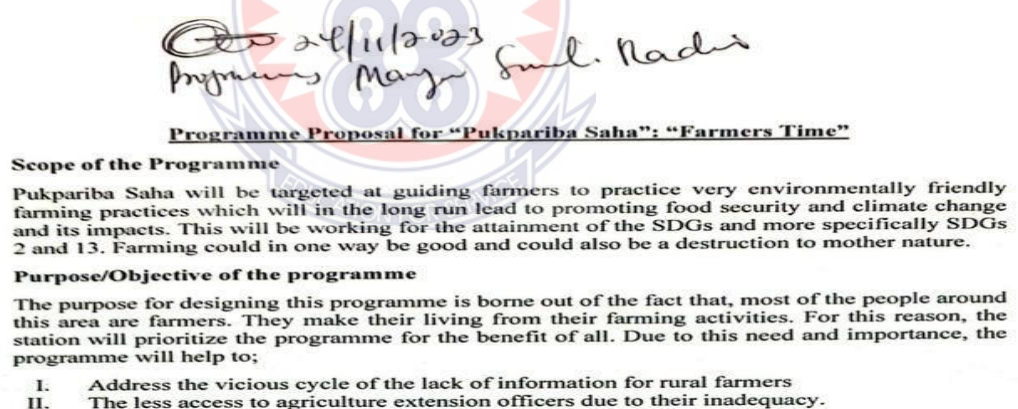 24/11/2023
Programmes Manager
Radio
Programme Proposal for “Pukpariba Saha”: “Farmers Time”
Scope of the Programme
Pukpariba Saha will be targeted at guiding farmers to practice very environmentally friendly
farming practices which will in the long run lead to promoting food security and climate change
and its impacts. This will be working for the attainment of the SDGs and more specifically SDGs
2 and 13. Farming could in one way be good and could also be a destruction to mother nature.
Purpose/Objective of the programme
The purpose for designing this programme is borne out of the fact that, most of the people around
this area are farmers. They make their living from their farming activities. For this reason, the
station will prioritize the programme for the benefit of all. Due to this need and importance, the
programme will help to;
I. Address the vicious cycle of the lack of information for rural farmers
II. The less access to agriculture extension officers due to their inadequacy.